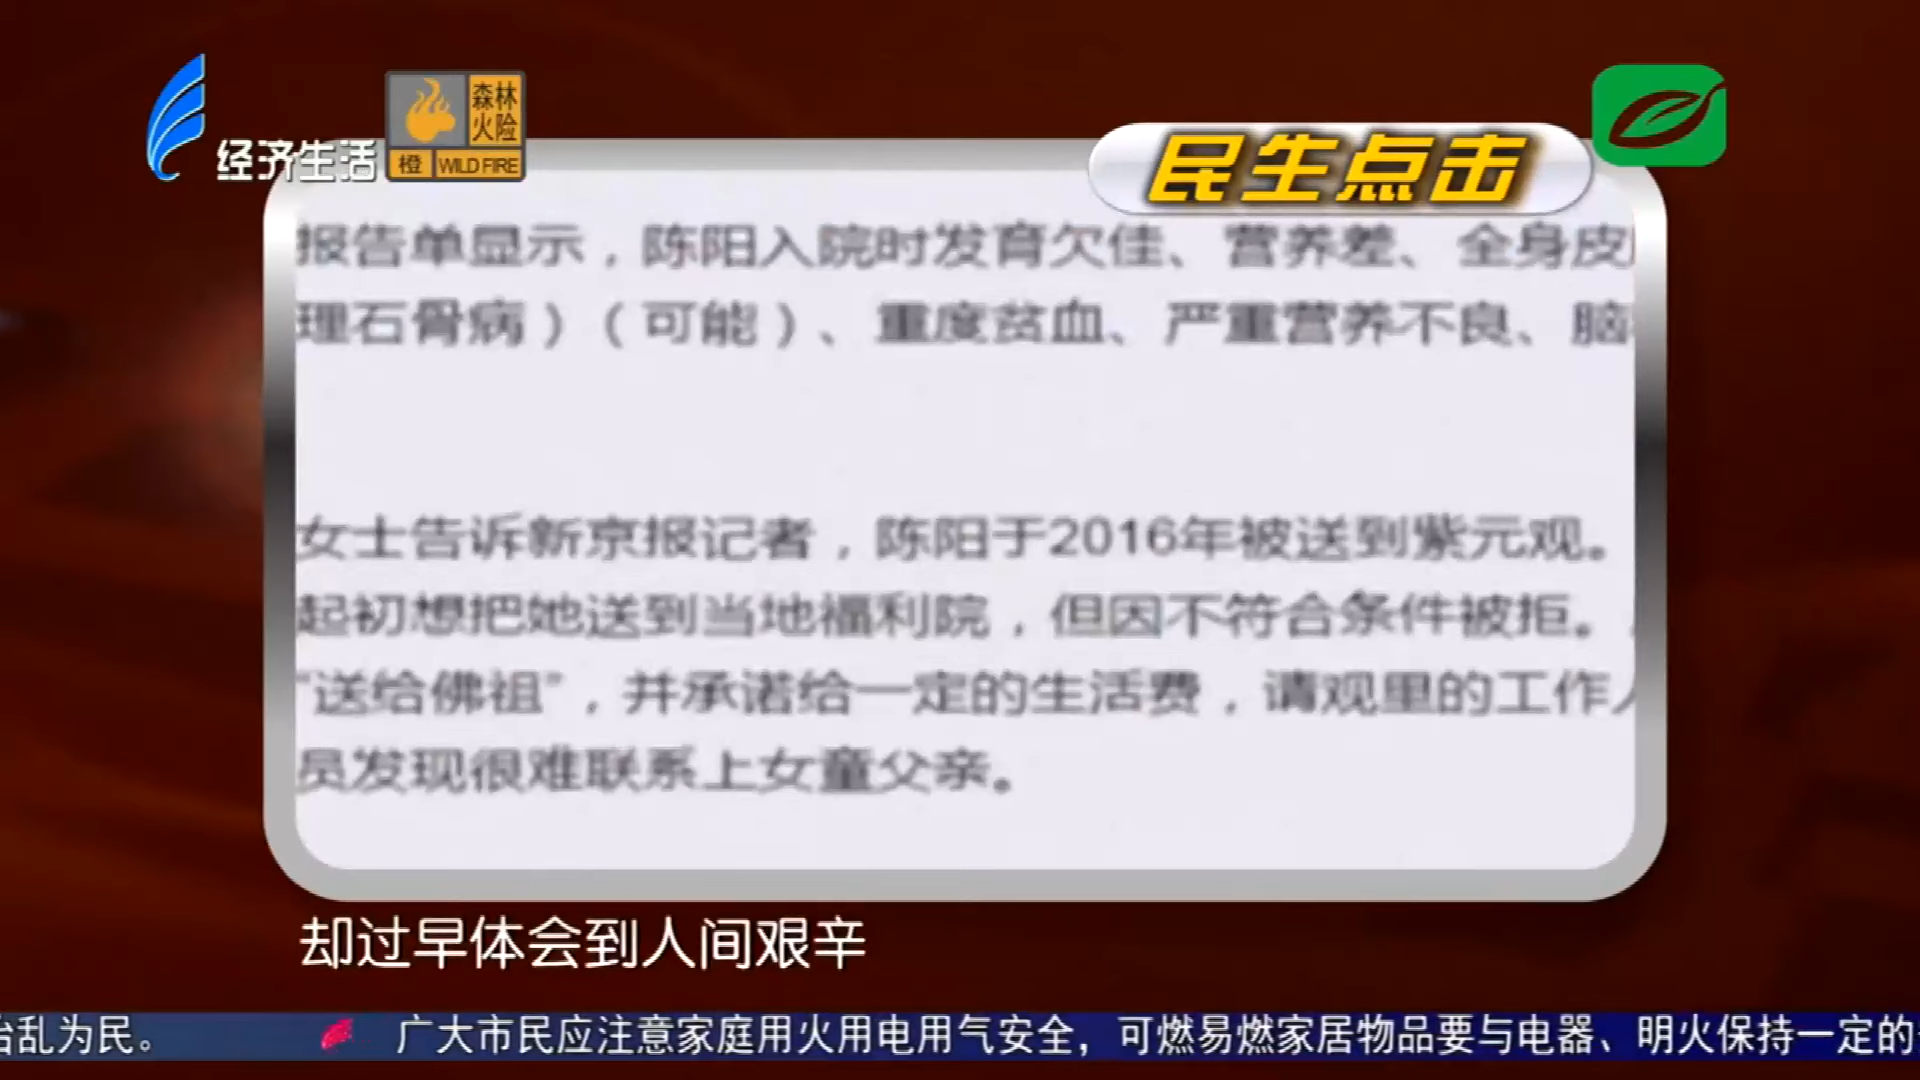 经济生活
森林
火险
橙 WILD FIRE
民生点击
报告单显示，陈阳入院时发育欠佳、营养差、全身皮
理石骨病）（可能）、重度贫血、严重营养不良、脑
女士告诉新京报记者，陈阳于2016年被送到紫元观。
起初想把她送到当地福利院，但因不符合条件被拒。
“送给佛祖”，并承诺给一定的生活费，请观里的工作人
员发现很难联系上女童父亲。
却过早体会到人间艰辛
治乱为民。 广大市民应注意家庭用火用电用气安全，可燃易燃家居物品要与电器、明火保持一定的